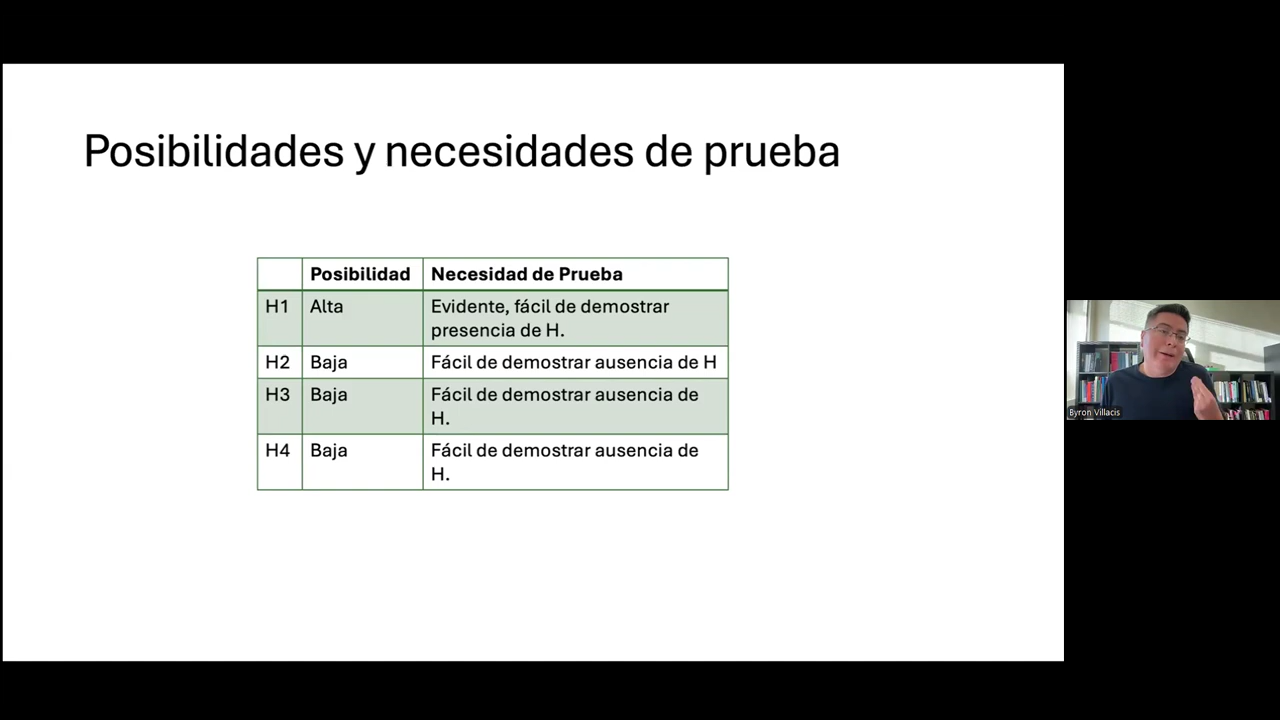 Posibilidades y necesidades de prueba
Posibilidad Necesidad de Prueba
H1 Alta Evidente, fácil de demostrar
presencia de H.
H2 Baja Fácil de demostrar ausencia de H
H3 Baja Fácil de demostrar ausencia de
H.
H4 Baja Fácil de demostrar ausencia de
H.
Byron Villacis